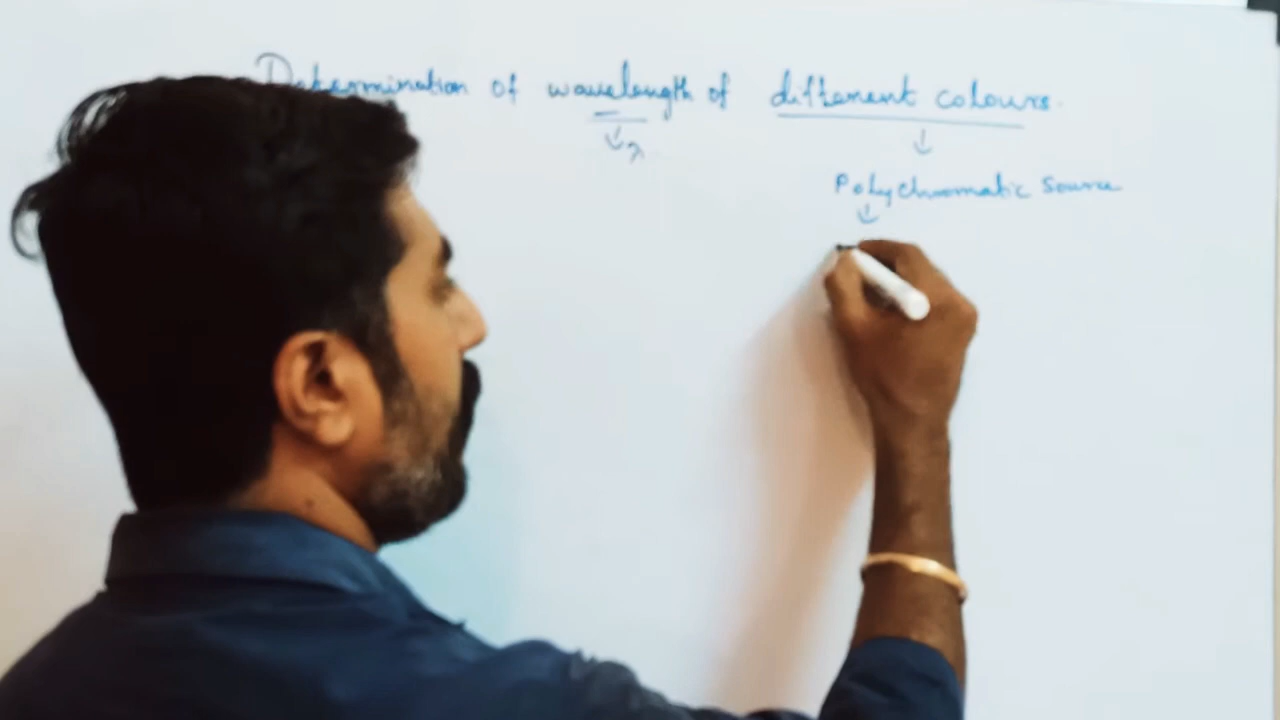 Determination of wavelength of different colours.
↓ λ ↓
Polychromatic Source
↓